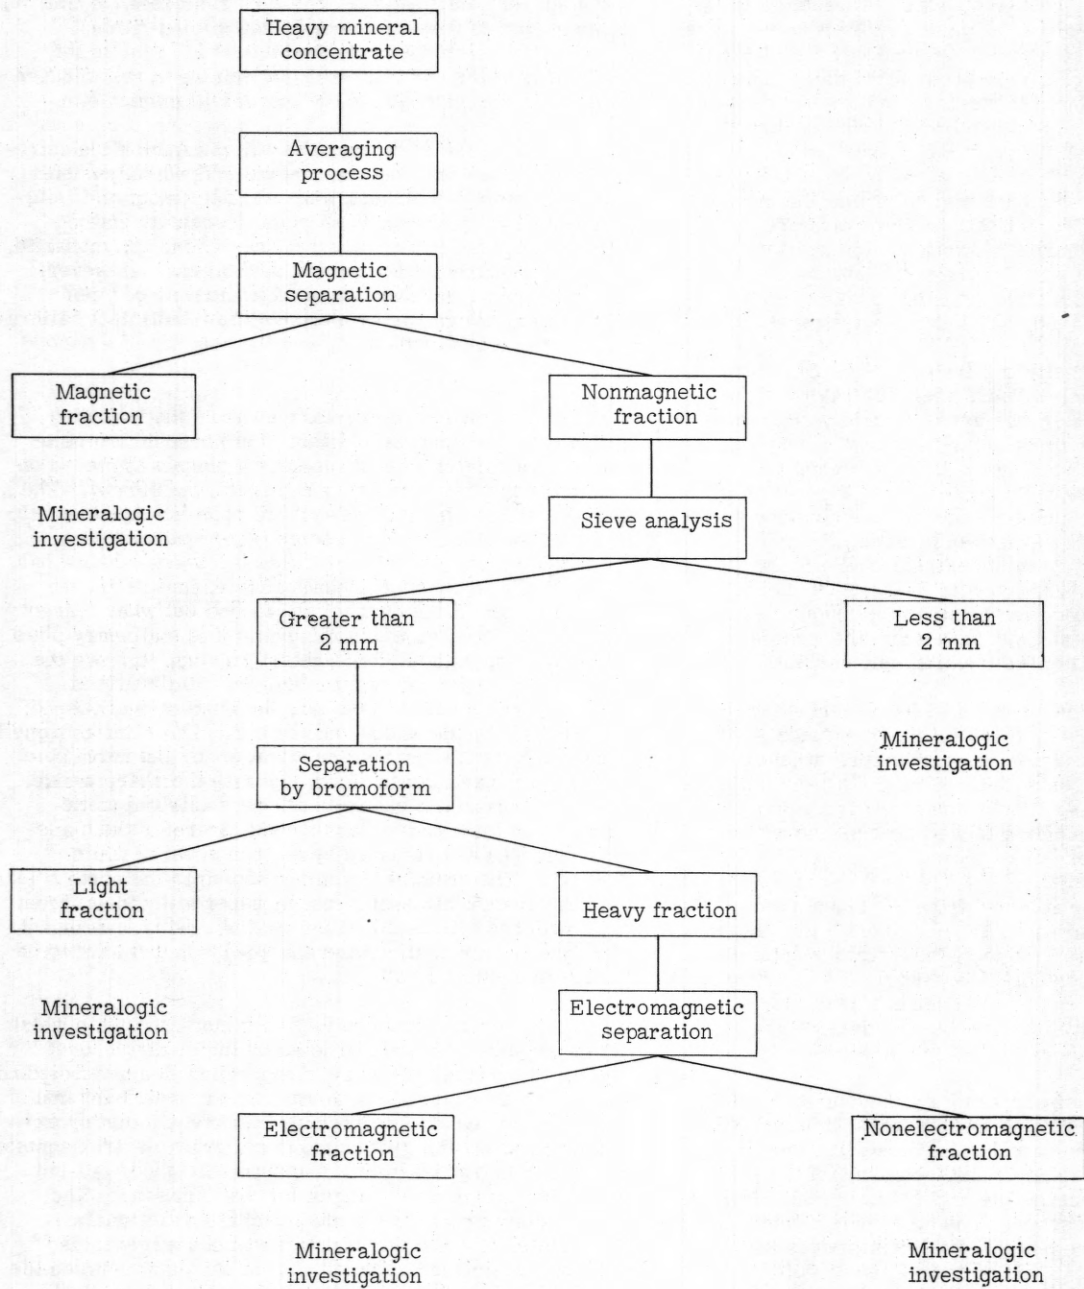 Heavy mineral
concentrate
Averaging
process
Magnetic
separation
Magnetic
fraction
Nonmagnetic
fraction
Mineralogic
investigation
Sieve analysis
Greater than
2 mm
Less than
2 mm
Separation
by bromoform
Mineralogic
investigation
Light
fraction
Heavy fraction
Mineralogic
investigation
Electromagnetic
separation
Electromagnetic
fraction
Nonelectromagnetic
fraction
Mineralogic
investigation
Mineralogic
investigation